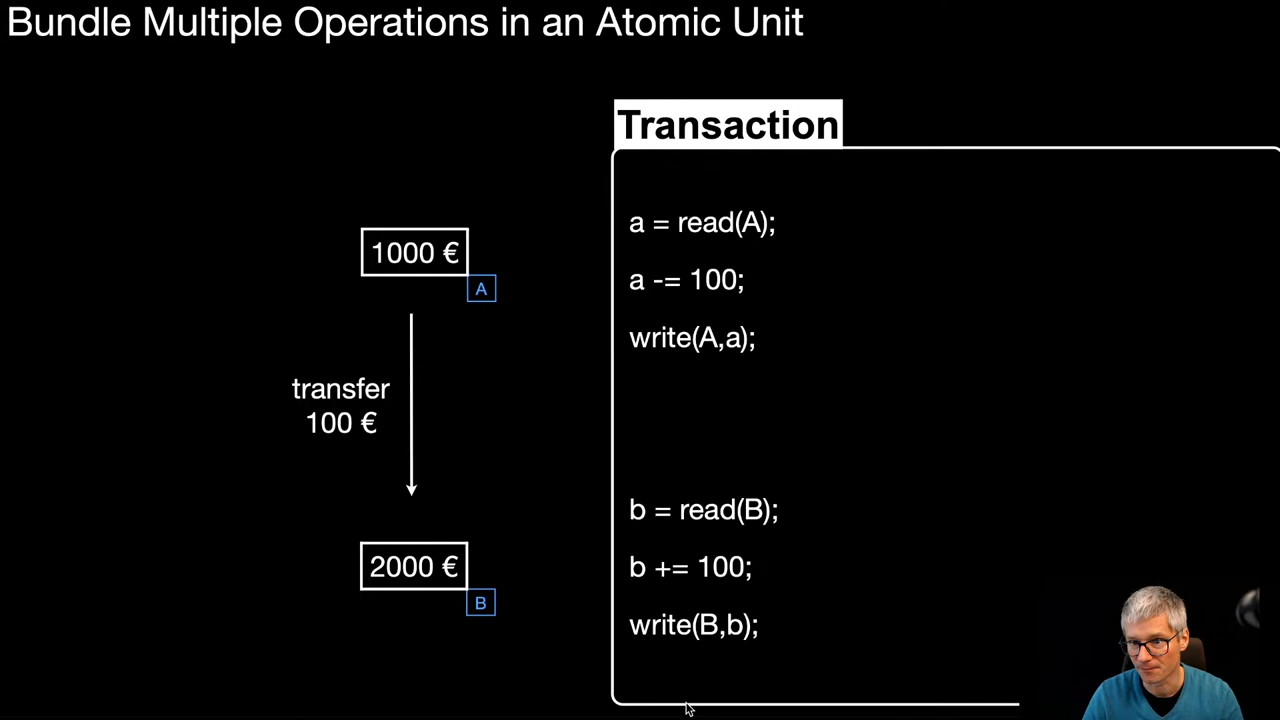 Bundle Multiple Operations in an Atomic Unit
Transaction
a = read(A);
1000 €
A
a -= 100;
write(A,a);
transfer
100 €
b = read(B);
2000 €
B
b += 100;
write(B,b);